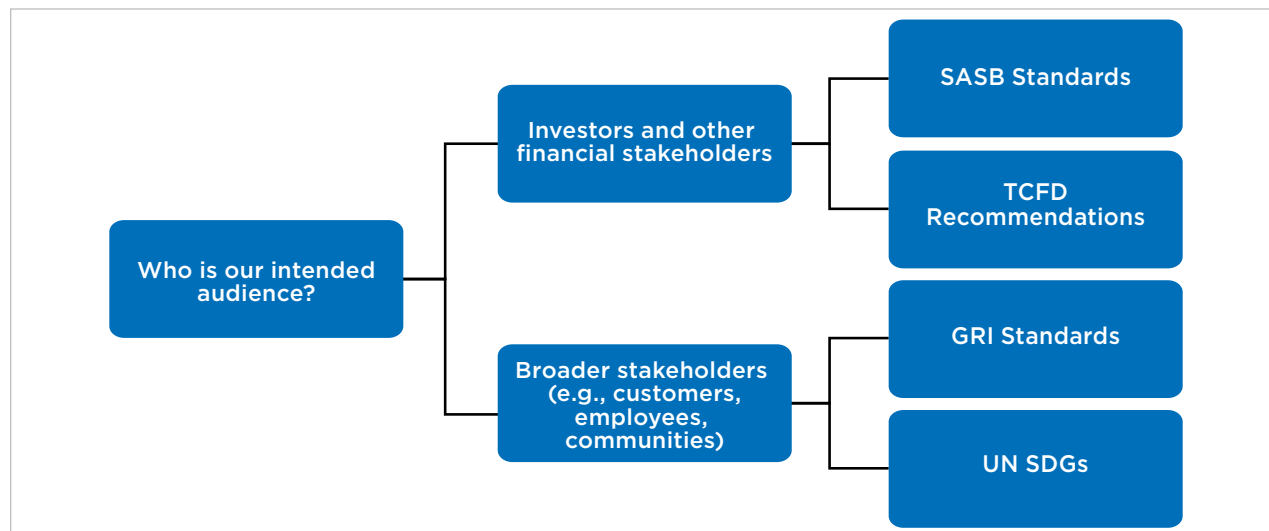 Who is our intended
audience?
Investors and other
financial stakeholders
SASB Standards
TCFD
Recommendations
Broader stakeholders
(e.g., customers,
employees,
communities)
GRI Standards
UN SDGs